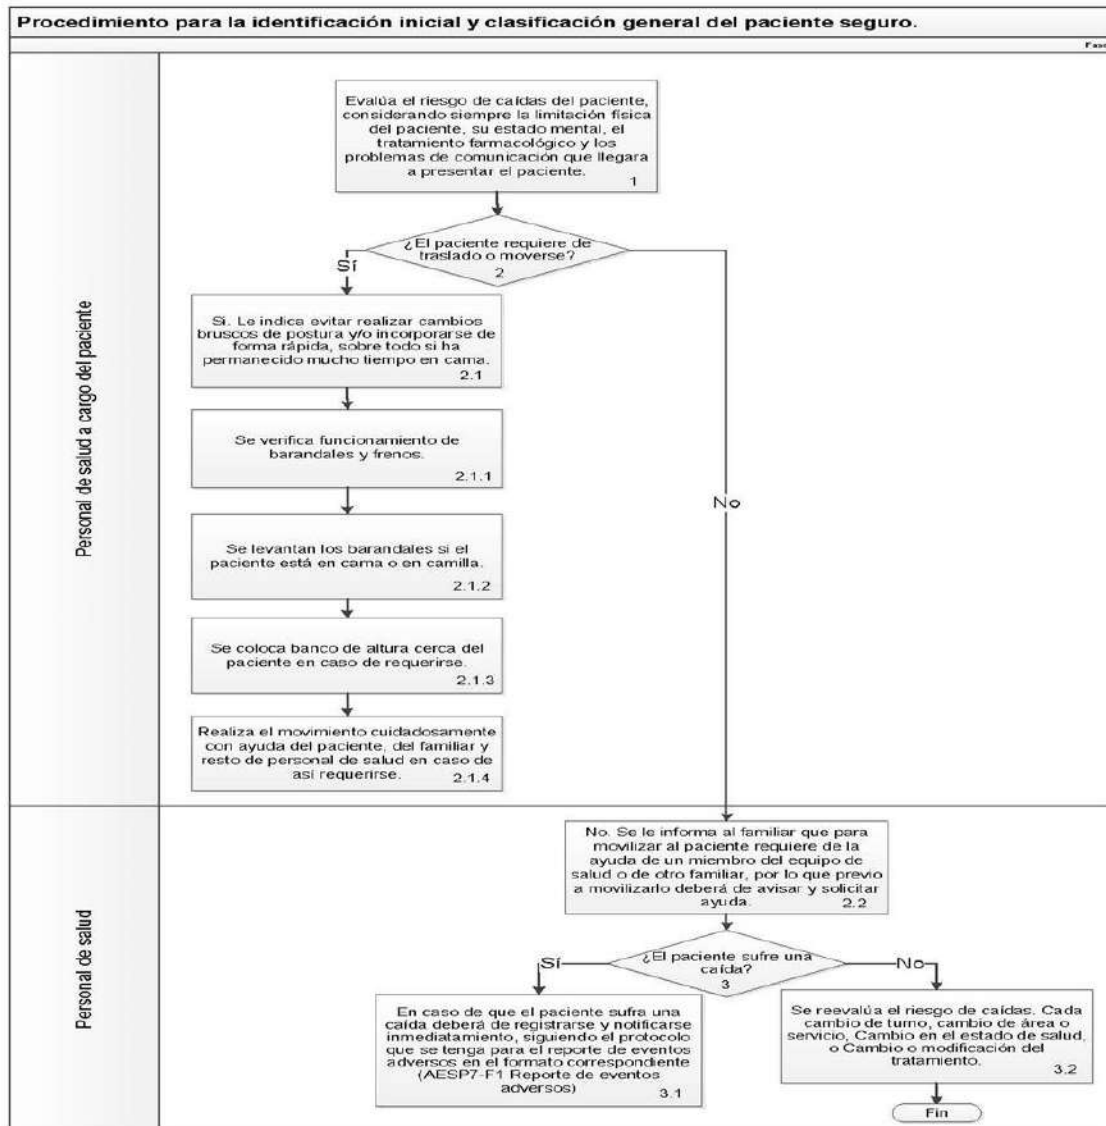 Procedimiento para la identificación inicial y clasificación general del paciente seguro.
Fase
Personal de salud a cargo del paciente
Evalúa el riesgo de caídas del paciente,
considerando siempre la limitación física
del paciente, su estado mental, el
tratamiento farmacológico y los
problemas de comunicación que llegara
a presentar el paciente.
1
¿El paciente requiere de
traslado o moverse?
2
Sí
No
Si. Le indica evitar realizar cambios
bruscos de postura y/o incorporarse de
forma rápida, sobre todo si ha
permanecido mucho tiempo en cama.
2.1
Se verifica funcionamiento de
barandales y frenos.
2.1.1
Se levantan los barandales si el
paciente está en cama o en camilla.
2.1.2
Se coloca banco de altura cerca del
paciente en caso de requerirse.
2.1.3
Realiza el movimiento cuidadosamente
con ayuda del paciente, del familiar y
resto de personal de salud en caso de
así requerirse.
2.1.4
Personal de salud
No. Se le informa al familiar que para
movilizar al paciente requiere de la
ayuda de un miembro del equipo de
salud o de otro familiar, por lo que previo
a movilizarlo deberá de avisar y solicitar
ayuda.
2.2
¿El paciente sufre una
caída?
3
Sí
No
En caso de que el paciente sufra una
caída deberá de registrarse y notificarse
inmediatamiento, siguiendo el protocolo
que se tenga para el reporte de eventos
adversos en el formato correspondiente
(AESP7-F1 Reporte de eventos
adversos)
3.1
Se reevalúa el riesgo de caídas. Cada
cambio de turno, cambio de área o
servicio, Cambio en el estado de salud,
o Cambio o modificación del
tratamiento.
3.2
Fin